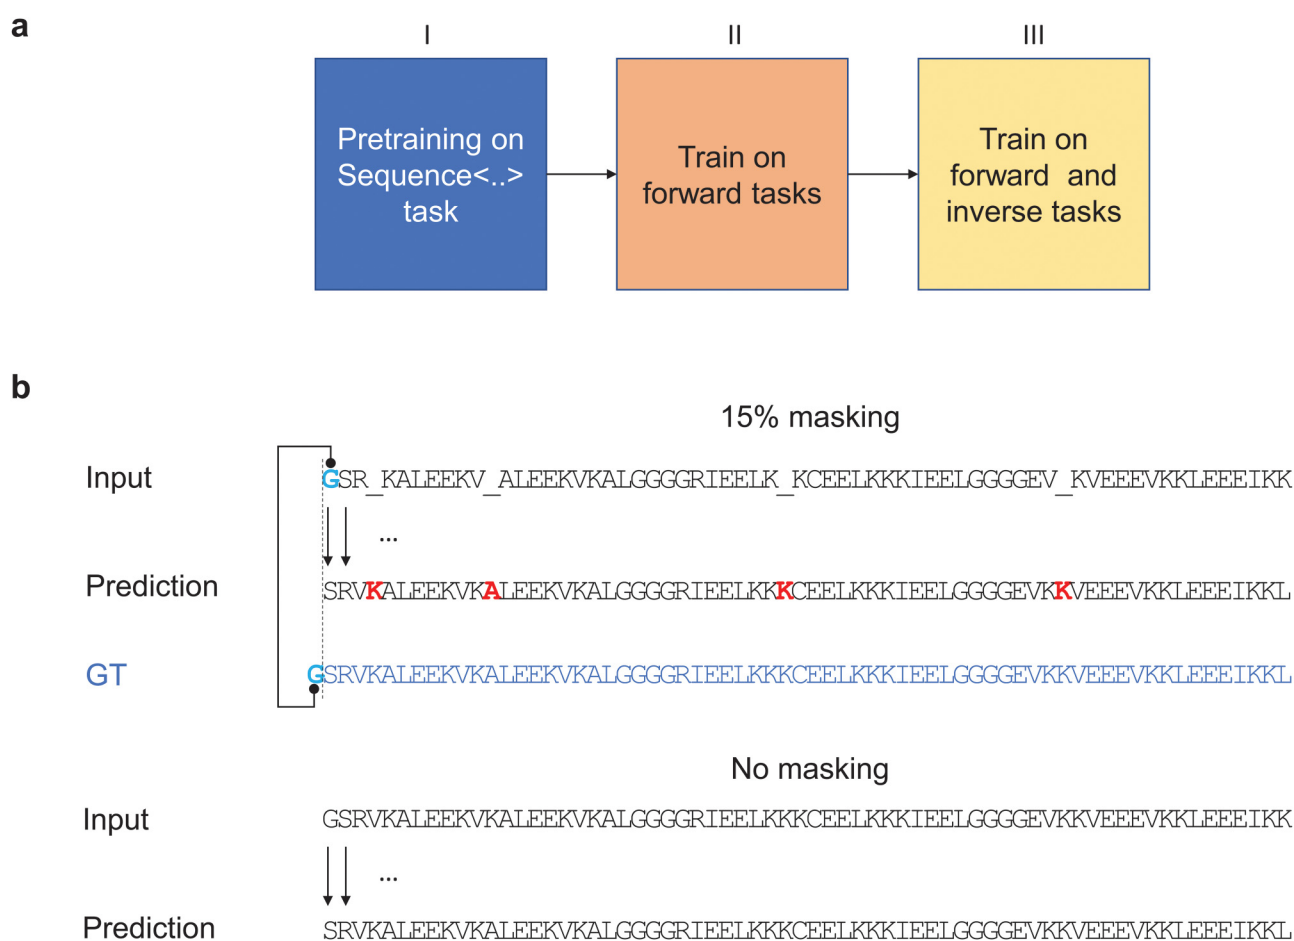 a
I II III
Pretraining on
Sequence<..>
task
Train on
forward tasks
Train on
forward and
inverse tasks
b
15% masking
Input GSR_KALEEKV_ALEEKVKALGGGGRIEELK_KCEELKKKIEELGGGGEV_KVEEEVKKLEEEIKK
...
Prediction SRVKALEEKVKALEEKVKALGGGGRIEELKKKCEELKKKIEELGGGGEVKKVEEEVKKLEEEIKKL
GT GSRVKALEEKVKALEEKVKALGGGGRIEELKKKCEELKKKIEELGGGGEVKKVEEEVKKLEEEIKKL
No masking
Input GSRVKALEEKVKALEEKVKALGGGGRIEELKKKCEELKKKIEELGGGGEVKKVEEEVKKLEEEIKK
...
Prediction SRVKALEEKVKALEEKVKALGGGGRIEELKKKCEELKKKIEELGGGGEVKKVEEEVKKLEEEIKKL